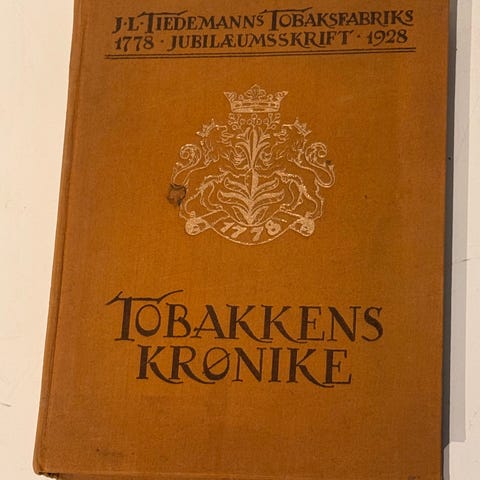 J·L·TIEDEMANNS TOBAKSFABRIKS
1778 · JUBILÆUMSSKRIFT · 1928
1778
TOBAKKENS
KRØNIKE